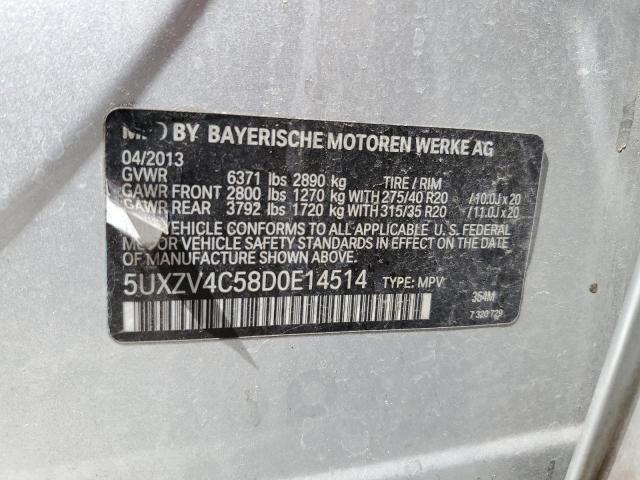 MFD BY BAYERISCHE MOTOREN WERKE AG
04/2013
GVWR 6371 lbs 2890 kg TIRE / RIM
GAWR FRONT 2800 lbs 1270 kg WITH 275/40 R20 / 10.0J x 20
GAWR REAR 3792 lbs 1720 kg WITH 315/35 R20 / 11.0J x 20
VEHICLE CONFORMS TO ALL APPLICABLE U. S. FEDERAL
MOTOR VEHICLE SAFETY STANDARDS IN EFFECT ON
DATE OF MANUFACTURE SHOWN ABOVE.
5UXZV4C58D0E14514 TYPE: MPV
354M
7 320 729